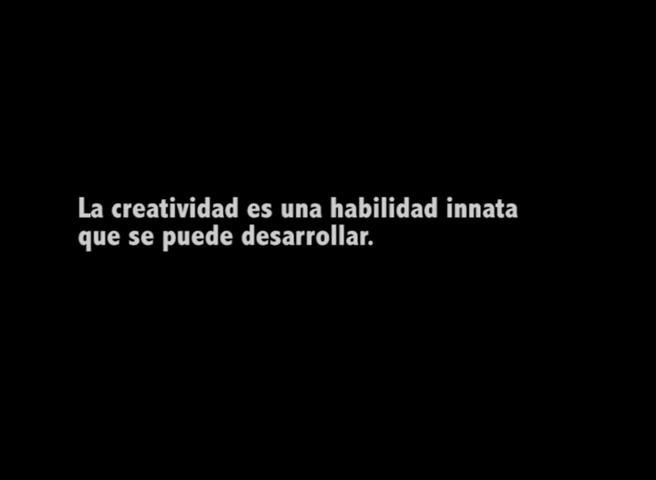 La creatividad es una habilidad innata
que se puede desarrollar.